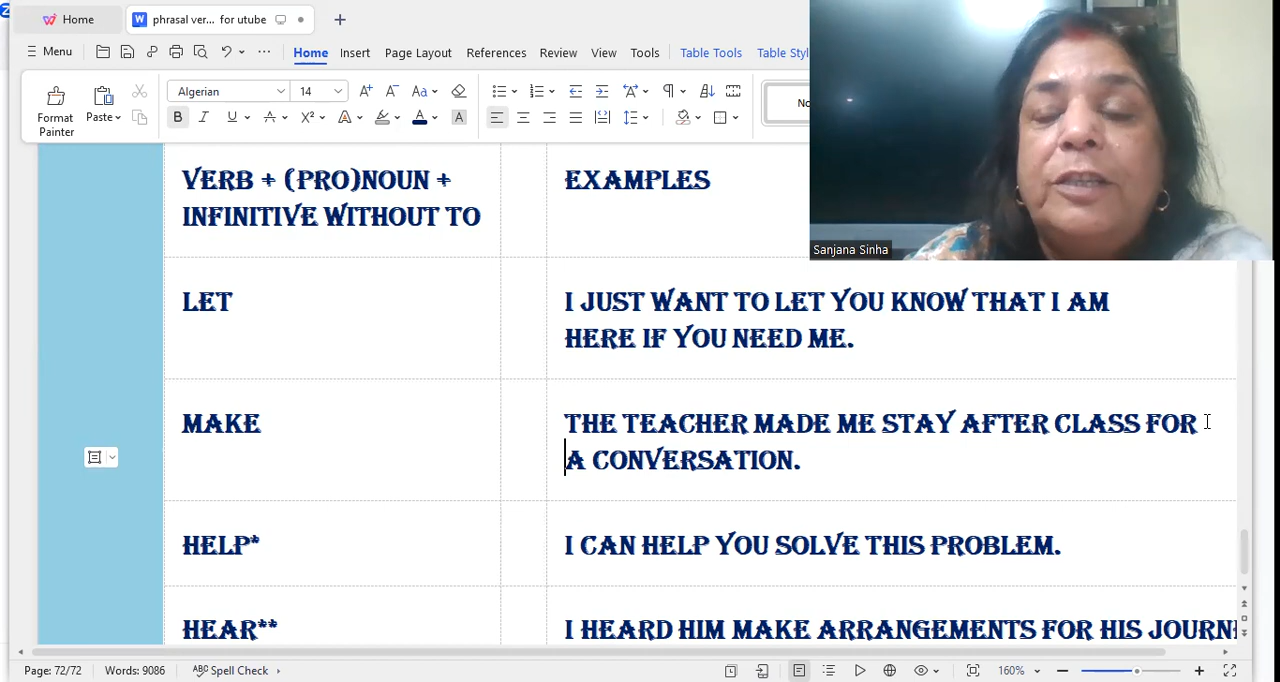 Home
phrasal ver... for utube
Menu
Home Insert Page Layout References Review View Tools Table Tools Table Styl
Format Painter
Paste
Algerian 14
VERB + (PRO)NOUN +
INFINITIVE WITHOUT TO
EXAMPLES
Sanjana Sinha
LET
I JUST WANT TO LET YOU KNOW THAT I AM
HERE IF YOU NEED ME.
MAKE
THE TEACHER MADE ME STAY AFTER CLASS FOR
A CONVERSATION.
HELP*
I CAN HELP YOU SOLVE THIS PROBLEM.
HEAR**
I HEARD HIM MAKE ARRANGEMENTS FOR HIS JOURN
Page: 72/72 Words: 9086 Spell Check 160%